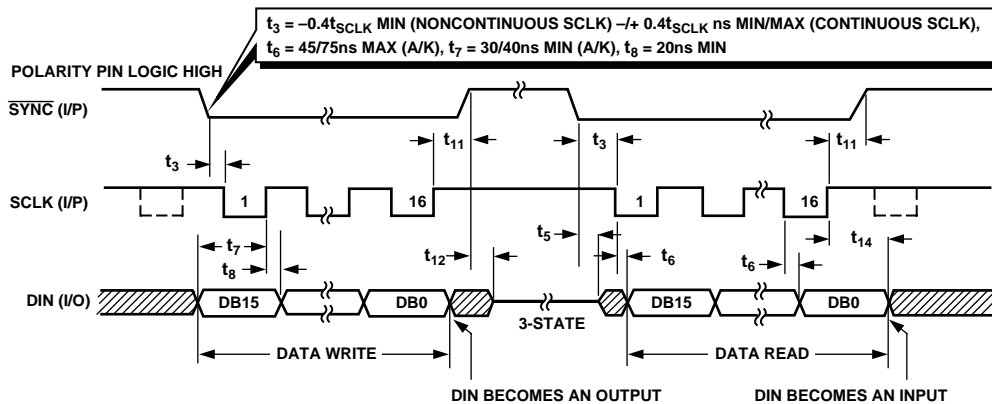 t3 = –0.4tSCLK MIN (NONCONTINUOUS SCLK) –/+ 0.4tSCLK ns MIN/MAX (CONTINUOUS SCLK),
t6 = 45/75ns MAX (A/K), t7 = 30/40ns MIN (A/K), t8 = 20ns MIN
POLARITY PIN LOGIC HIGH
SYNC (I/P)
t3 t11 t3 t11
SCLK (I/P) 1 16 1 16
t7 t8 t12 t5 t6 t6 t14
DIN (I/O) DB15 DB0 DB15 DB0
3-STATE
DATA WRITE DATA READ
DIN BECOMES AN OUTPUT DIN BECOMES AN INPUT